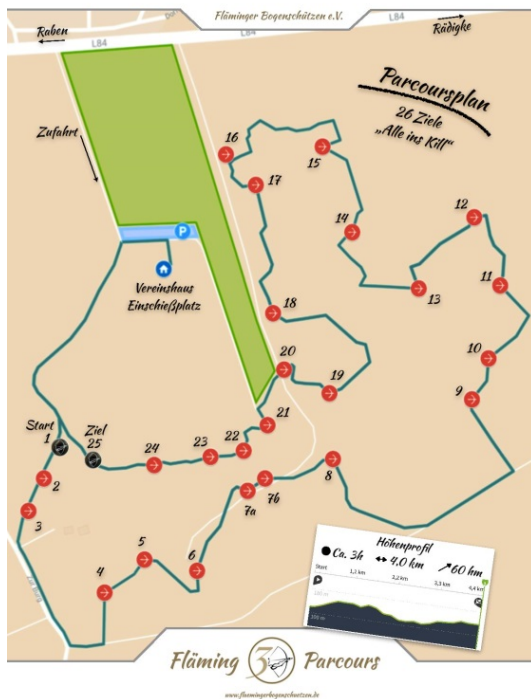 Fläminger Bogenschützen e.V.
Raben
L84
L84
Rädigke
Parcoursplan
26 Ziele
„Alle ins Kill“
Zufahrt
P
Vereinshaus
Einschießplatz
16
15
17
12
14
11
13
18
10
20
19
9
21
Start
1
Ziel
25
24
23
22
8
2
7a
7b
3
5
6
4
Höhenprofil
Ca. 3h
4.0 km
60 hm
Start
1,1 km
2,2 km
3,3 km
4,4 km
Fläming
3
Parcours
www.flaemingerbogenschuetzen.de